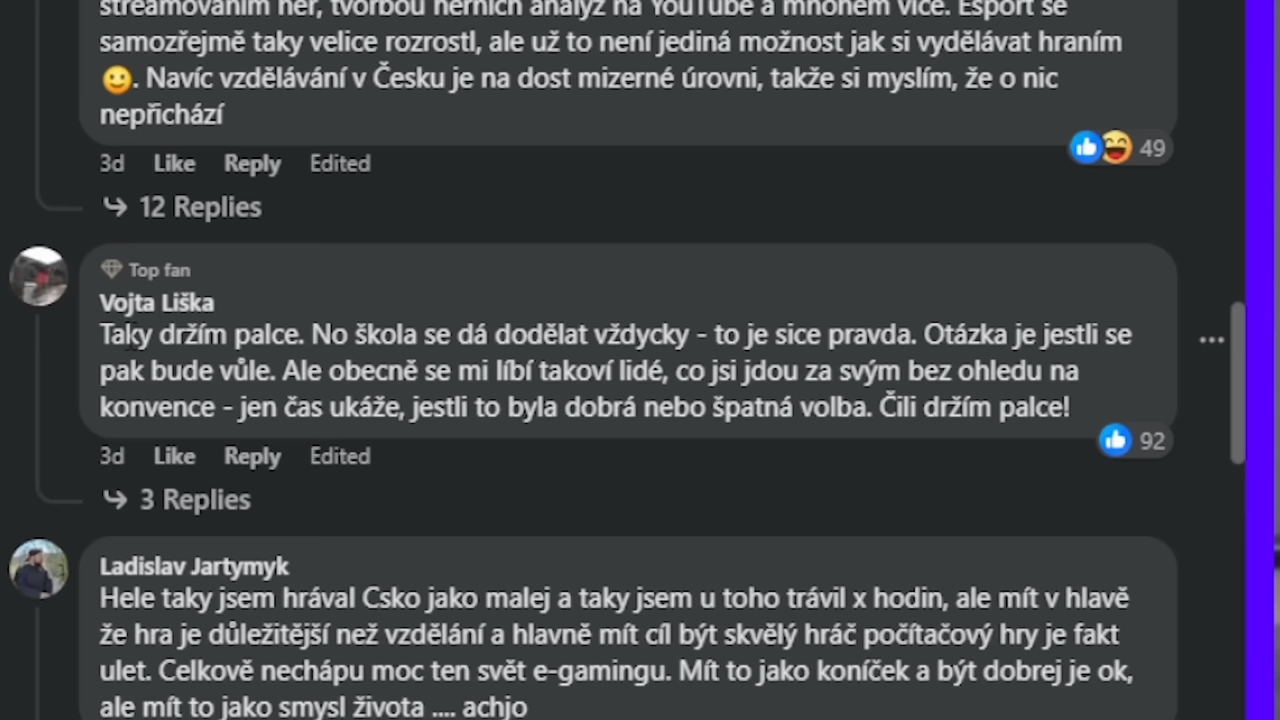 streamováním her, tvorbou herních analýz na YouTube a mnohem více. Esport se
samozřejmě taky velice rozrostl, ale už to není jediná možnost jak si vydělávat hraním
🙂. Navíc vzdělávání v Česku je na dost mizerné úrovni, takže si myslím, že o nic
nepřichází
3d Like Reply Edited 49
12 Replies
Top fan
Vojta Liška
Taky držím palce. No škola se dá dodělat vždycky - to je sice pravda. Otázka je jestli se
pak bude vůle. Ale obecně se mi líbí takoví lidé, co jsi jdou za svým bez ohledu na
konvence - jen čas ukáže, jestli to byla dobrá nebo špatná volba. Čili držím palce!
3d Like Reply Edited 92
3 Replies
Ladislav Jartymyk
Hele taky jsem hrával Csko jako malej a taky jsem u toho trávil x hodin, ale mít v hlavě
že hra je důležitější než vzdělání a hlavně mít cíl být skvělý hráč počítačový hry je fakt
ulet. Celkově nechápu moc ten svět e-gamingu. Mít to jako koníček a být dobrej je ok,
ale mít to jako smysl života .... achjo